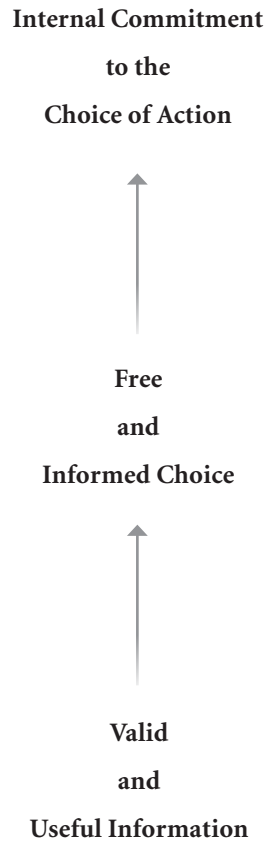 Internal Commitment
to the
Choice of Action
Free
and
Informed Choice
Valid
and
Useful Information